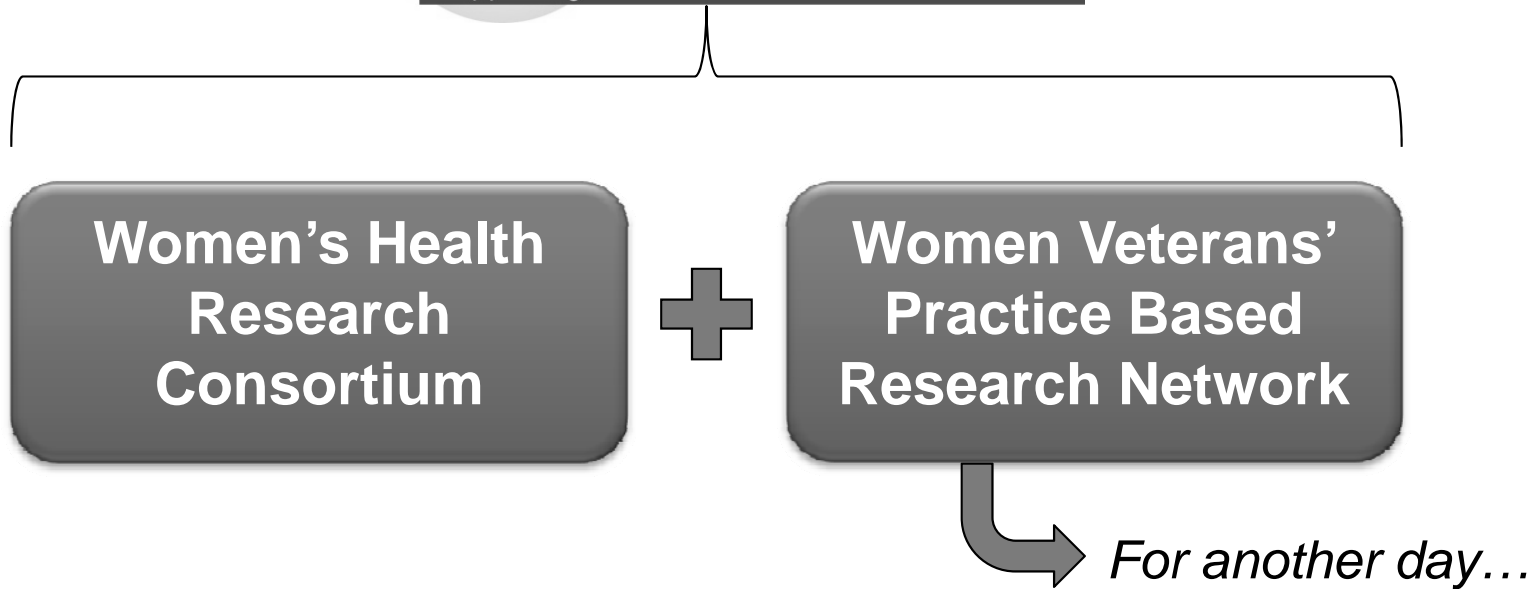 Women’s Health
Research
Consortium
Women Veterans’
Practice Based
Research Network
For another day…